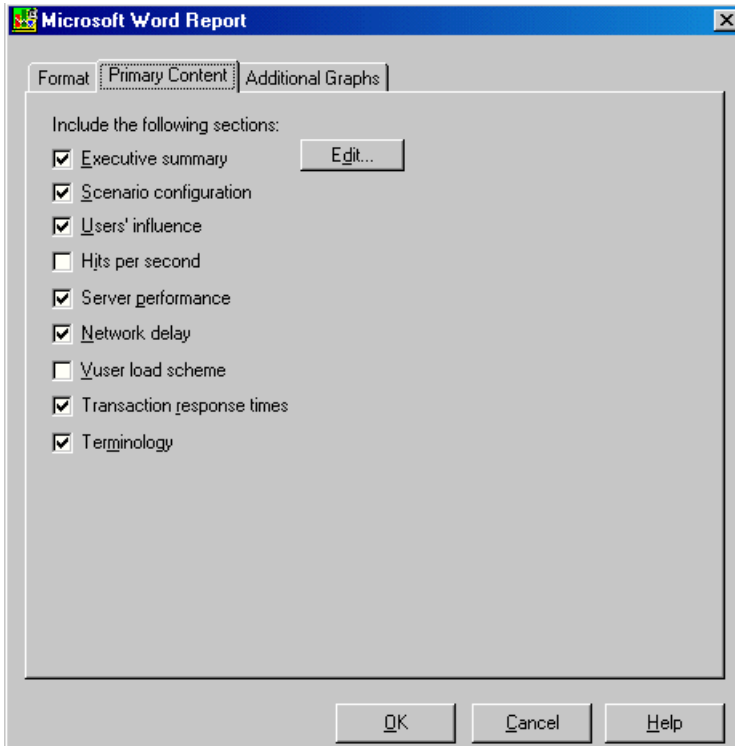 Microsoft Word Report
Format Primary Content Additional Graphs
Include the following sections:
Executive summary Edit...
Scenario configuration
Users' influence
Hits per second
Server performance
Network delay
Vuser load scheme
Transaction response times
Terminology
OK Cancel Help